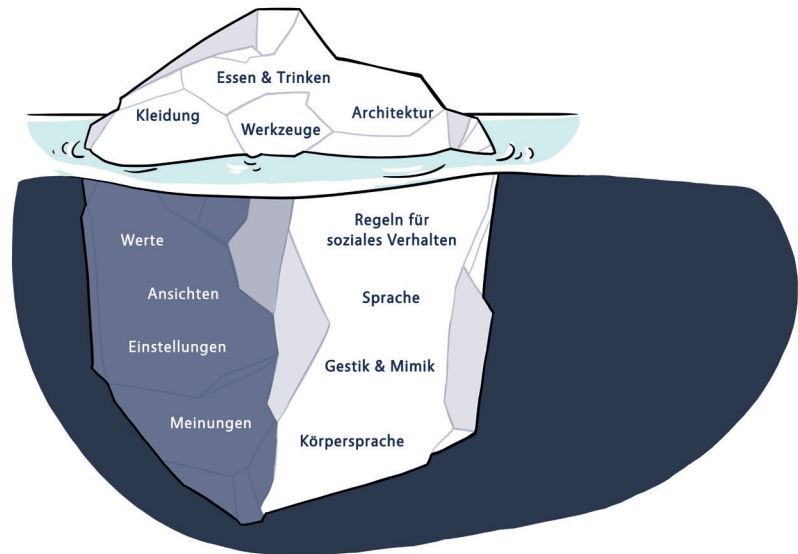 Essen & Trinken
Kleidung
Werkzeuge
Architektur
Werte
Ansichten
Einstellungen
Meinungen
Regeln für
soziales Verhalten
Sprache
Gestik & Mimik
Körpersprache